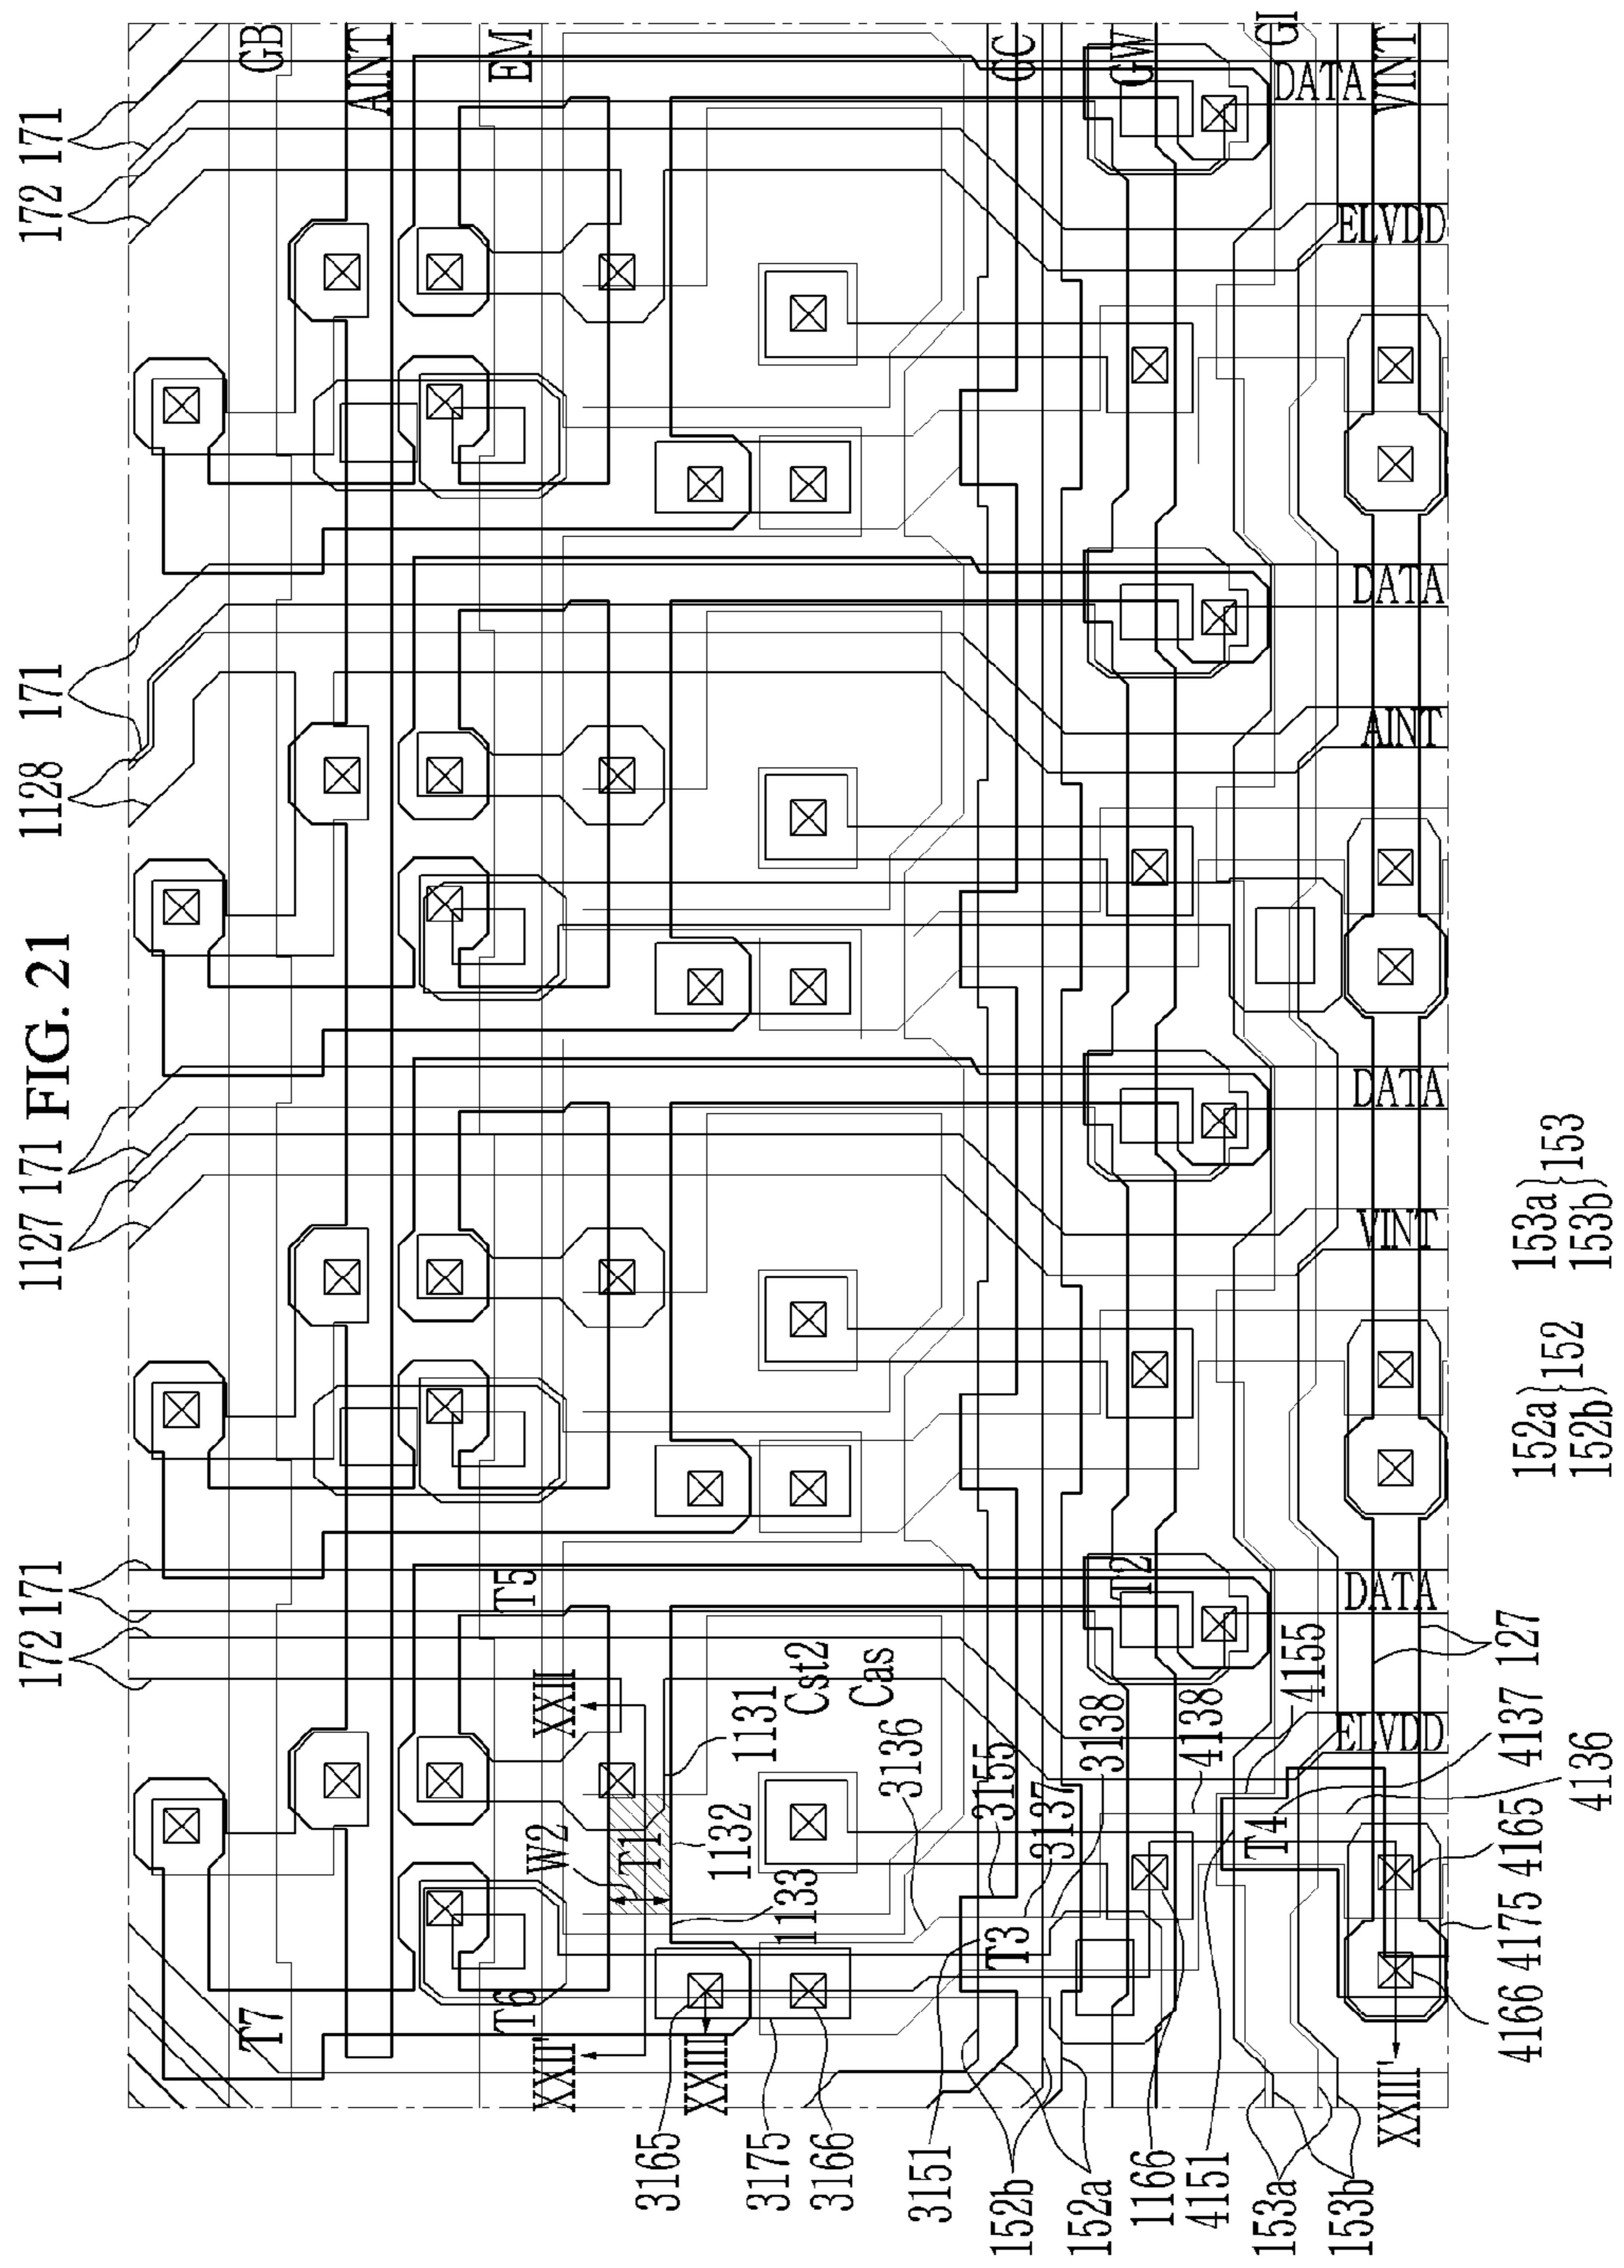 FIG. 21
172 171
172 171
1127 171
1128 171
GB
AINT
EM
GC
GW
GI
VINT
DATA
ELVDD
DATA
AINT
DATA
VINT
DATA
ELVDD
T7
T6
T5
XXII
XXII'
W2
T1
1131
1132
1133
Cst2
Cas
3136
3155
3137
3138
T3
T2
4138
4155
T4
XXIII
XXIII'
3165
3175
3166
3151
152b
152a
1166
4151
153a
153b
4166
4175
4165
4137
4136
127
152a
152b } 152
153a
153b } 153